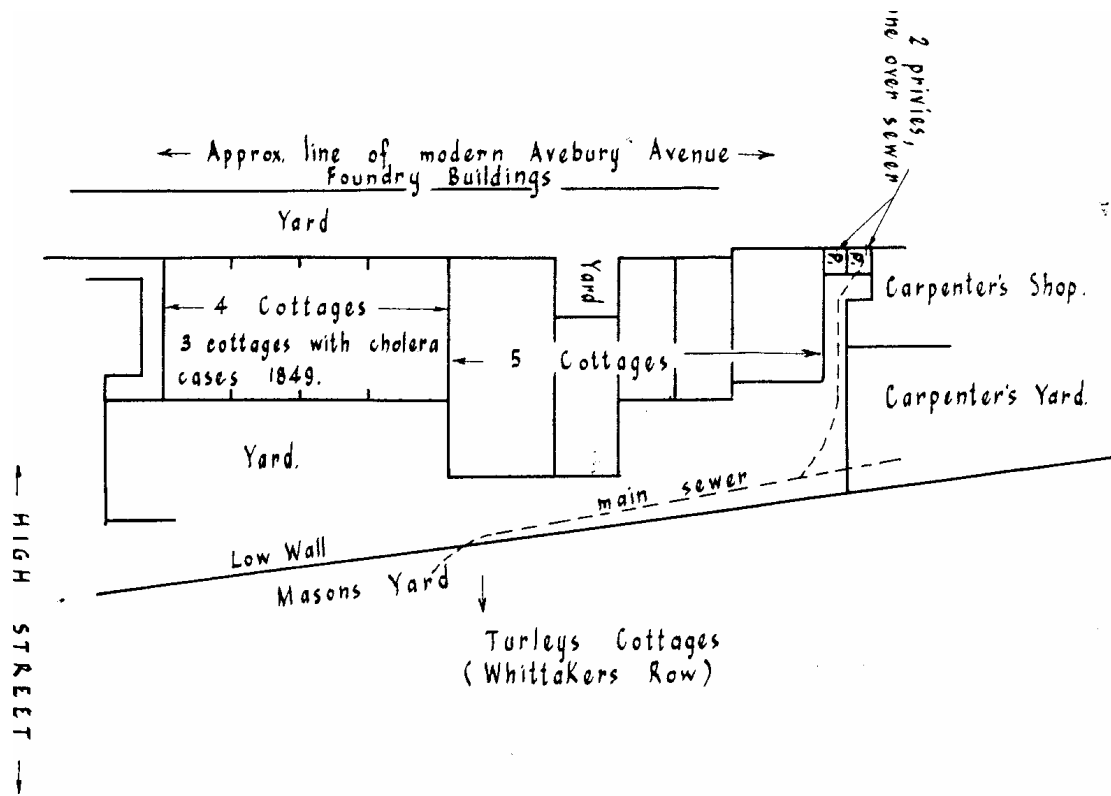 2 privies,
one over sewer
← Approx. line of modern Avebury Avenue →
Foundry Buildings
Yard
Yard
P. P.
Carpenter's Shop.
← 4 Cottages →
3 cottages with cholera
cases 1849.
← 5 Cottages →
Carpenter's Yard.
Yard.
main sewer
Low Wall
Masons Yard
Turleys Cottages
(Whittakers Row)
← HIGH STREET →